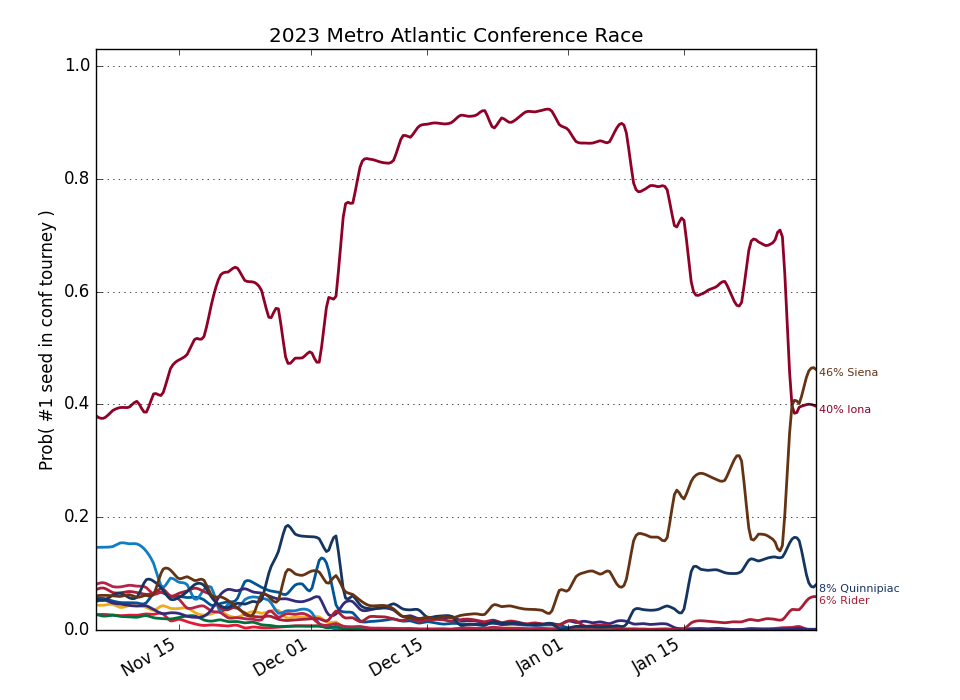 2023 Metro Atlantic Conference Race
Prob( #1 seed in conf tourney )
1.0
0.8
0.6
0.4
0.2
0.0
Nov 15
Dec 01
Dec 15
Jan 01
Jan 15
46% Siena
40% Iona
8% Quinnipiac
6% Rider